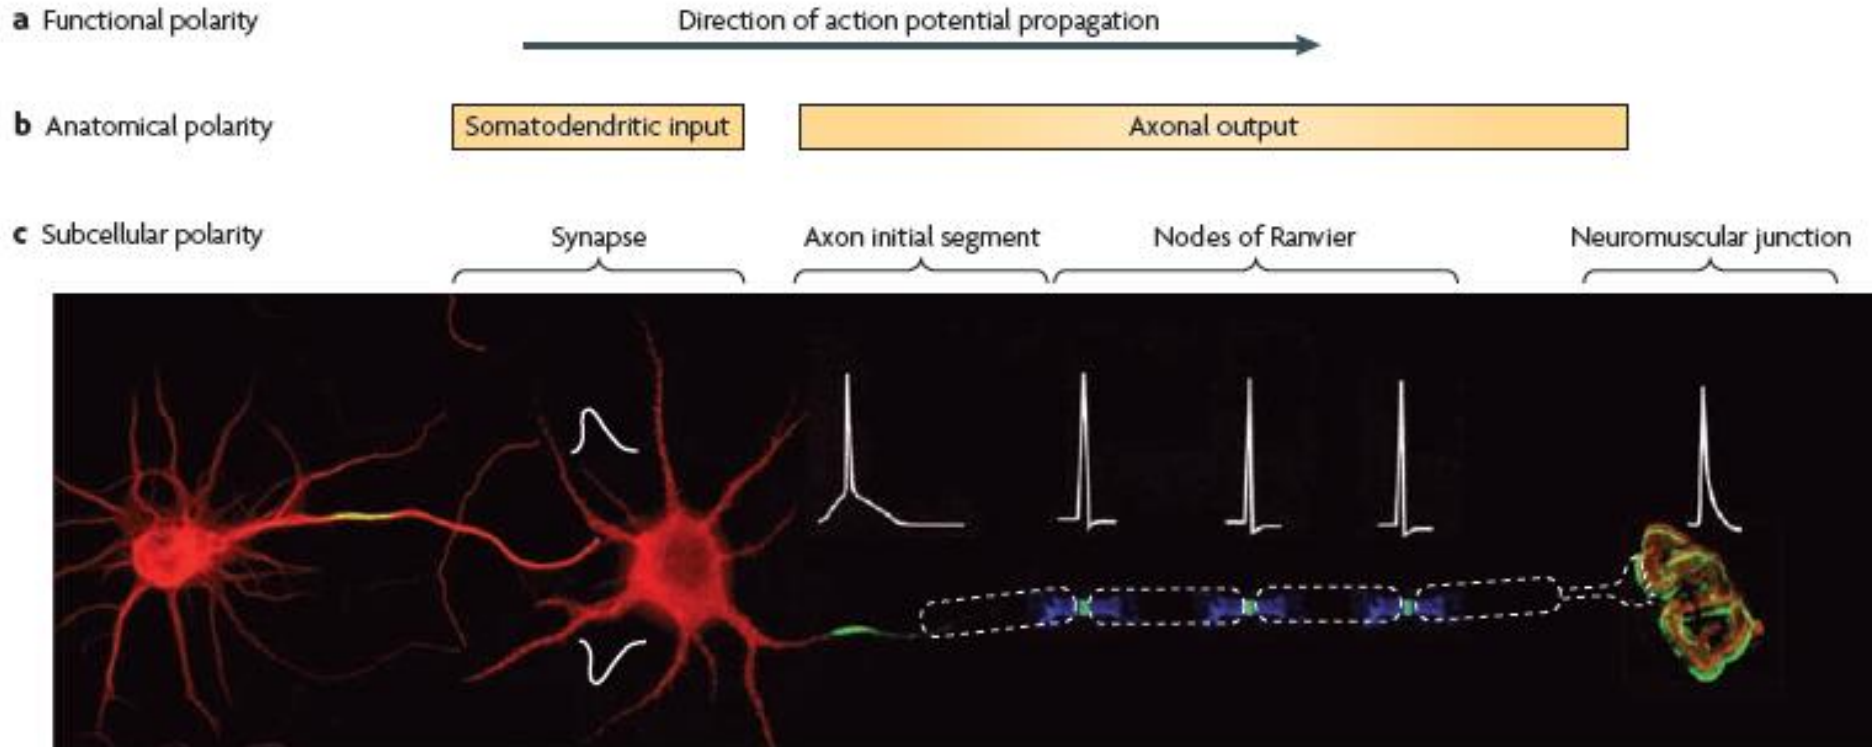 a Functional polarity
Direction of action potential propagation
b Anatomical polarity
Somatodendritic input
Axonal output
c Subcellular polarity
Synapse
Axon initial segment
Nodes of Ranvier
Neuromuscular junction